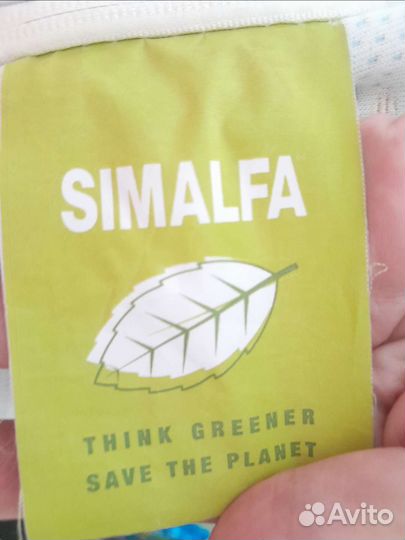 SIMALFA
THINK GREENER
SAVE THE PLANET
Avito